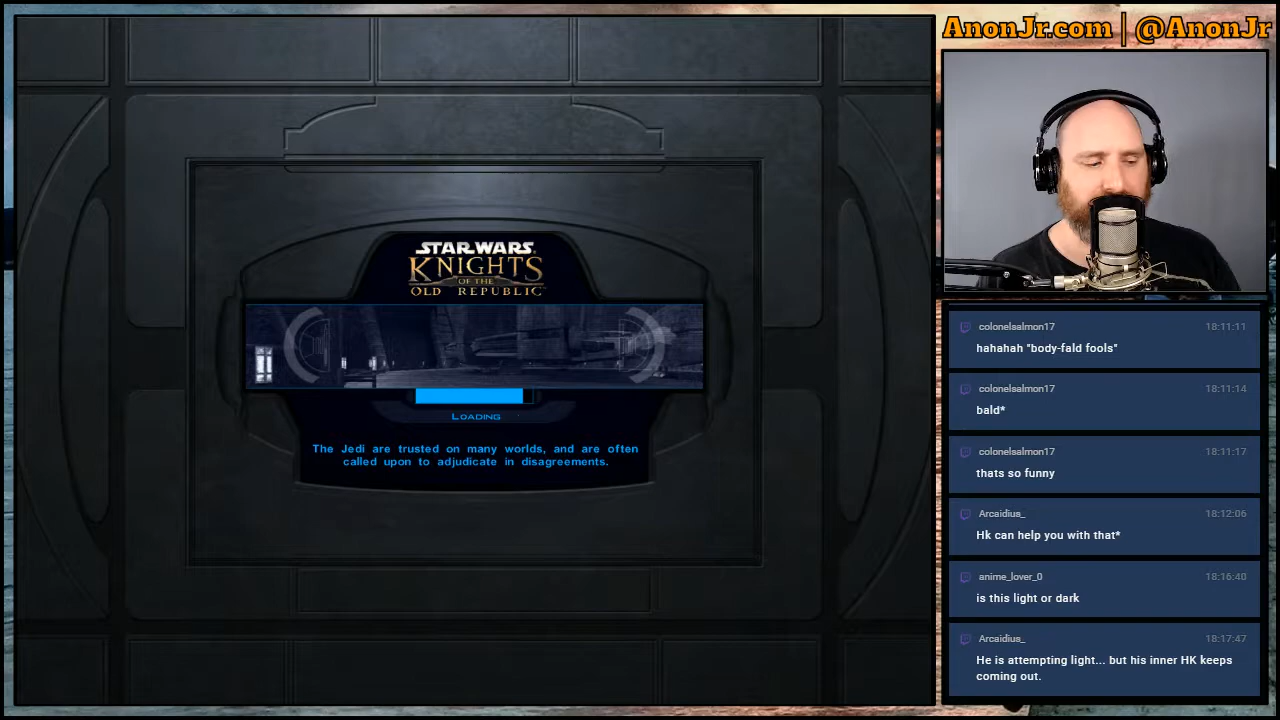 AnonJr.com | @AnonJr
STAR WARS
KNIGHTS
OF THE
OLD REPUBLIC
LOADING
The Jedi are trusted on many worlds, and are often
called upon to adjudicate in disagreements.
colonelsalmon17 18:11:11
hahahah "body-fald fools"
colonelsalmon17 18:11:14
bald*
colonelsalmon17 18:11:17
thats so funny
Arcaidius_ 18:12:06
Hk can help you with that*
anime_lover_0 18:16:40
is this light or dark
Arcaidius_ 18:17:47
He is attempting light... but his inner HK keeps
coming out.